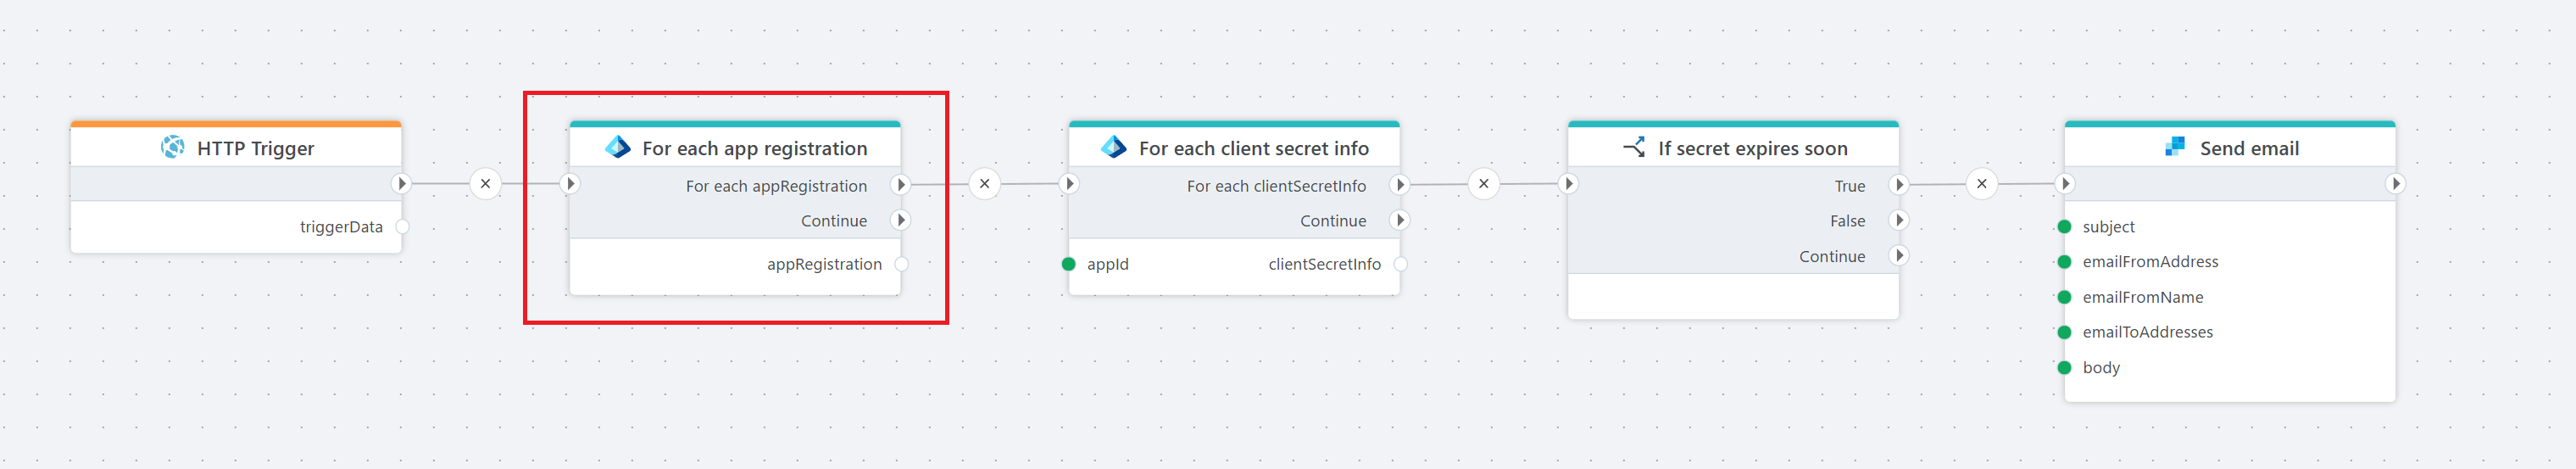 HTTP Trigger
triggerData
For each app registration
For each appRegistration
Continue
appRegistration
For each client secret info
For each clientSecretInfo
Continue
appId clientSecretInfo
If secret expires soon
True
False
Continue
Send email
subject
emailFromAddress
emailFromName
emailToAddresses
body